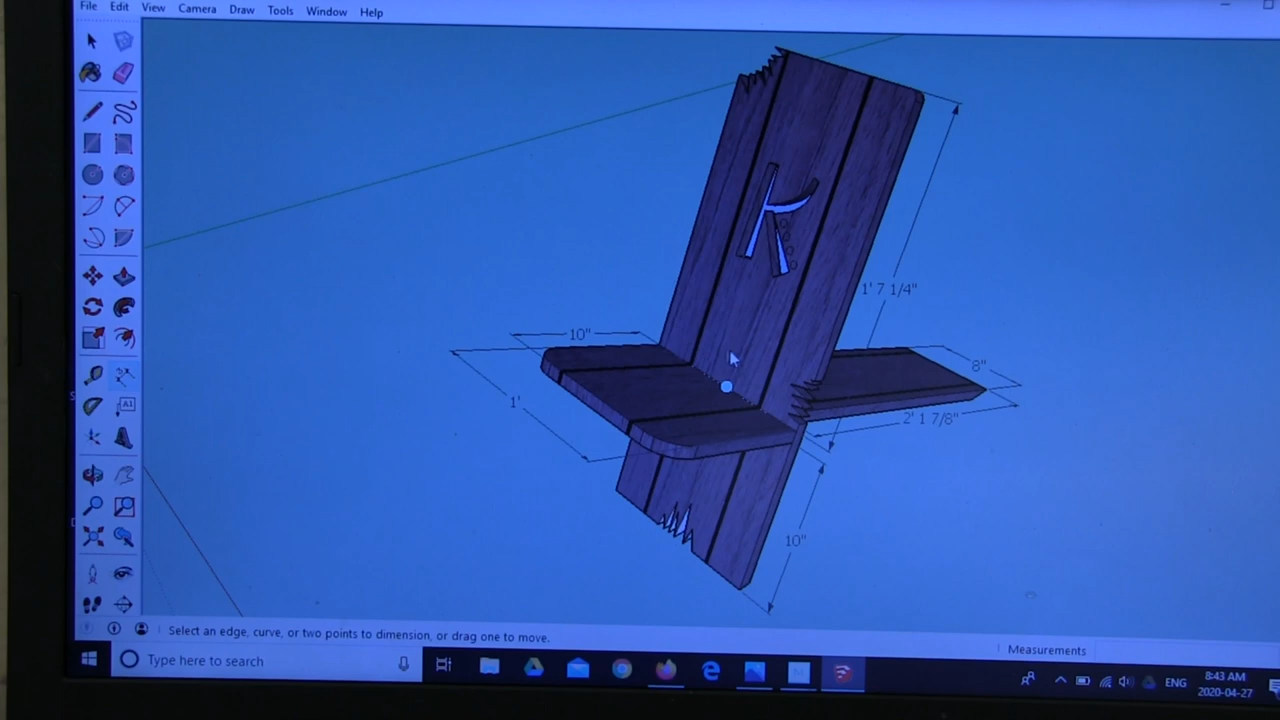 File Edit View Camera Draw Tools Window Help
K
1' 7 1/4"
10"
8"
1'
2' 1 7/8"
A1
10"
Select an edge, curve, or two points to dimension, or drag one to move.
Measurements
Type here to search
ENG
8:43 AM
2020-04-27